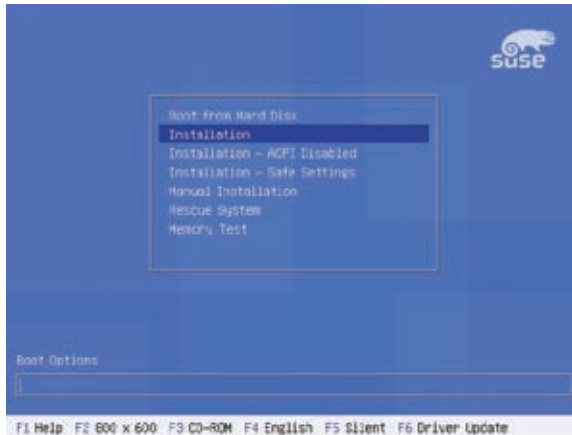 suse
Boot from Hard Disk
Installation
Installation - ACPI Disabled
Installation - Safe Settings
Manual Installation
Rescue System
Memory Test
Boot Options
F1 Help F2 800 x 600 F3 CD-ROM F4 English F5 Silent F6 Driver Update